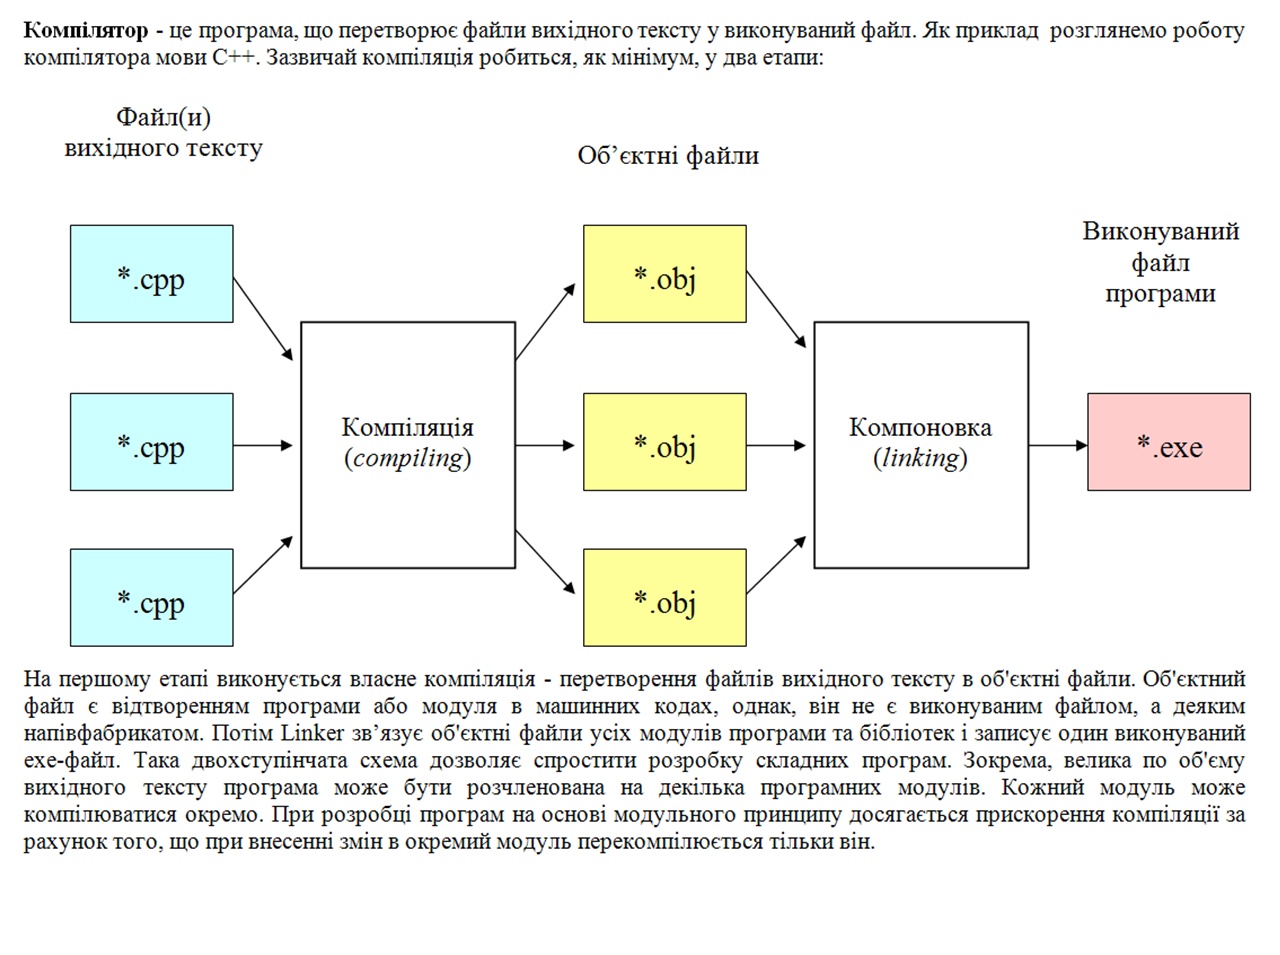 Компілятор - це програма, що перетворює файли вихідного тексту у виконуваний файл. Як приклад розглянемо роботу
компілятора мови C++. Зазвичай компіляція робиться, як мінімум, у два етапи:
Файл(и)
вихідного тексту
Об’єктні файли
Виконуваний
файл
програми
*.cpp
*.obj
*.cpp
Компіляція
(compiling)
*.obj
Компоновка
(linking)
*.exe
*.cpp
*.obj
На першому етапі виконується власне компіляція - перетворення файлів вихідного тексту в об'єктні файли. Об'єктний
файл є відтворенням програми або модуля в машинних кодах, однак, він не є виконуваним файлом, а деяким
напівфабрикатом. Потім Linker зв’язує об'єктні файли усіх модулів програми та бібліотек і записує один виконуваний
exe-файл. Така двохступінчата схема дозволяє спростити розробку складних програм. Зокрема, велика по об'єму
вихідного тексту програма може бути розчленована на декілька програмних модулів. Кожний модуль може
компілюватися окремо. При розробці програм на основі модульного принципу досягається прискорення компіляції за
рахунок того, що при внесенні змін в окремий модуль перекомпілюється тільки він.